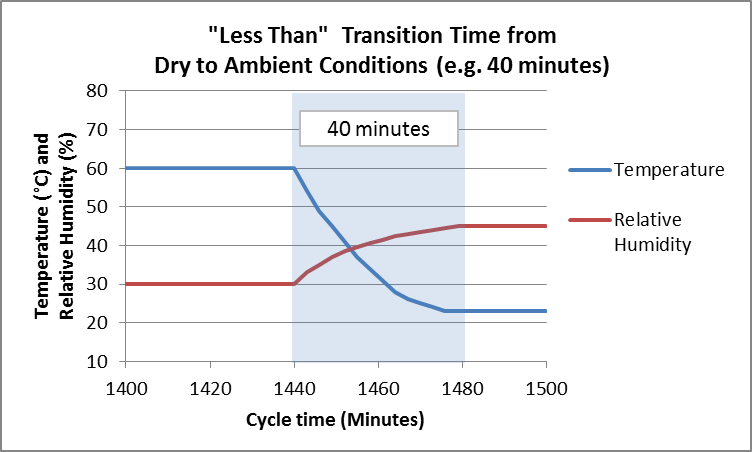 "Less Than" Transition Time from
Dry to Ambient Conditions (e.g. 40 minutes)
Temperature (°C) and
Relative Humidity (%)
80
70
60
50
40
30
20
10
40 minutes
Temperature
Relative
Humidity
1400
1420
1440
1460
1480
1500
Cycle time (Minutes)